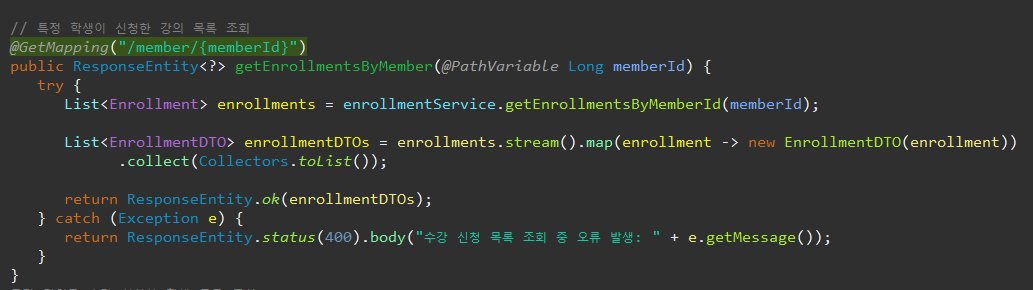 // 특정 학생이 신청한 강의 목록 조회
@GetMapping("/member/{memberId}")
public ResponseEntity<?> getEnrollmentsByMember(@PathVariable Long memberId) {
try {
List<Enrollment> enrollments = enrollmentService.getEnrollmentsByMemberId(memberId);
List<EnrollmentDTO> enrollmentDTOs = enrollments.stream().map(enrollment -> new EnrollmentDTO(enrollment))
.collect(Collectors.toList());
return ResponseEntity.ok(enrollmentDTOs);
} catch (Exception e) {
return ResponseEntity.status(400).body("수강 신청 목록 조회 중 오류 발생: " + e.getMessage());
}
}